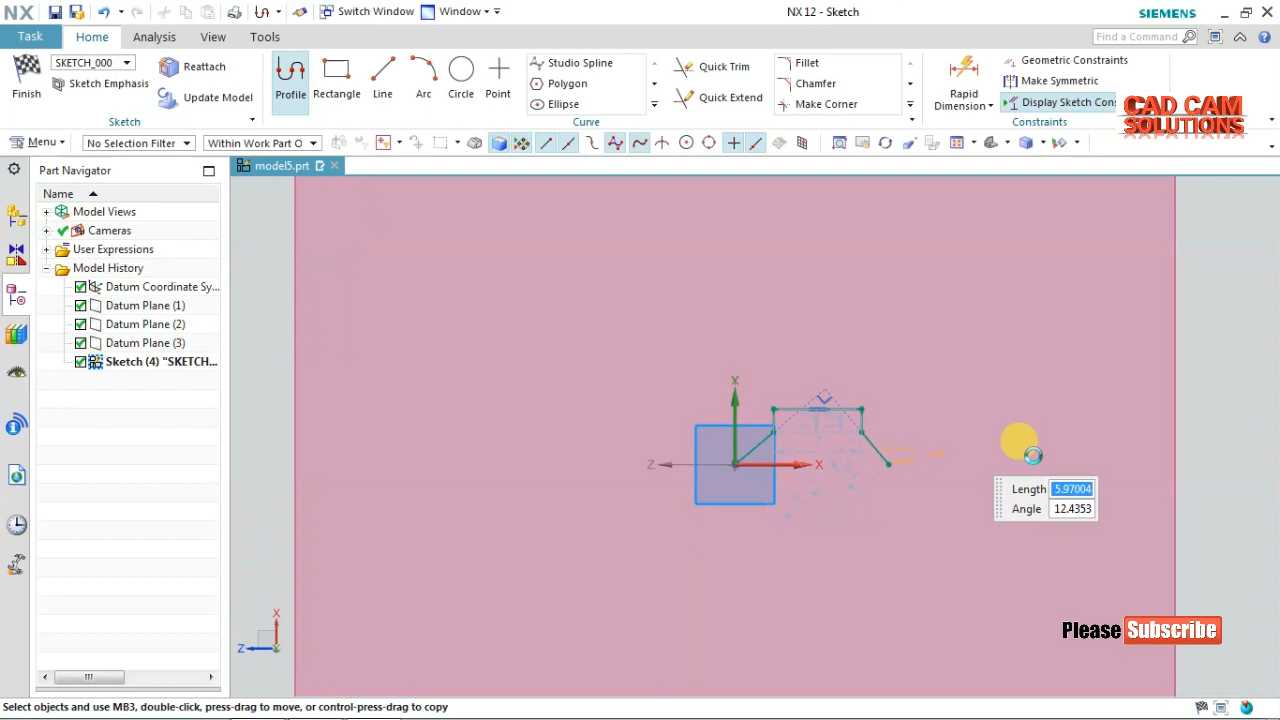 NX
Switch Window
Window
NX 12 - Sketch
SIEMENS
Task
Home
Analysis
View
Tools
Find a Command
Finish
SKETCH_000
Sketch Emphasis
Reattach
Update Model
Sketch
Profile
Rectangle
Line
Arc
Circle
Point
Studio Spline
Polygon
Ellipse
Curve
Quick Trim
Quick Extend
Fillet
Chamfer
Make Corner
Rapid
Dimension
Geometric Constraints
Make Symmetric
Display Sketch Cons
Constraints
CAD CAM
SOLUTIONS
Menu
No Selection Filter
Within Work Part O
Part Navigator
model5.prt
Name
Model Views
Cameras
User Expressions
Model History
Datum Coordinate Sy...
Datum Plane (1)
Datum Plane (2)
Datum Plane (3)
Sketch (4) "SKETCH...
X
Z
X
Length 5.97004
Angle 12.4353
X
Z
Please Subscribe
Select objects and use MB3, double-click, press-drag to move, or control-press-drag to copy